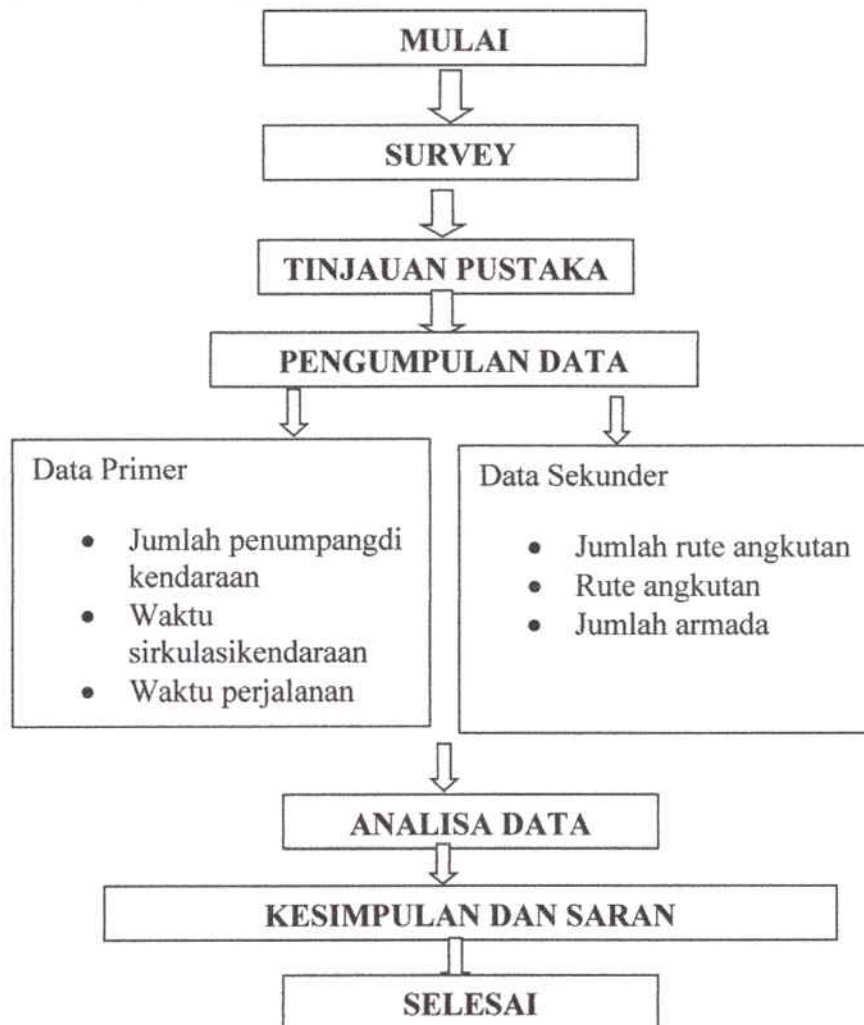 MULAI
SURVEY
TINJAUAN PUSTAKA
PENGUMPULAN DATA
Data Primer
• Jumlah penumpangdi
kendaraan
• Waktu
sirkulasikendaraan
• Waktu perjalanan
Data Sekunder
• Jumlah rute angkutan
• Rute angkutan
• Jumlah armada
ANALISA DATA
KESIMPULAN DAN SARAN
SELESAI